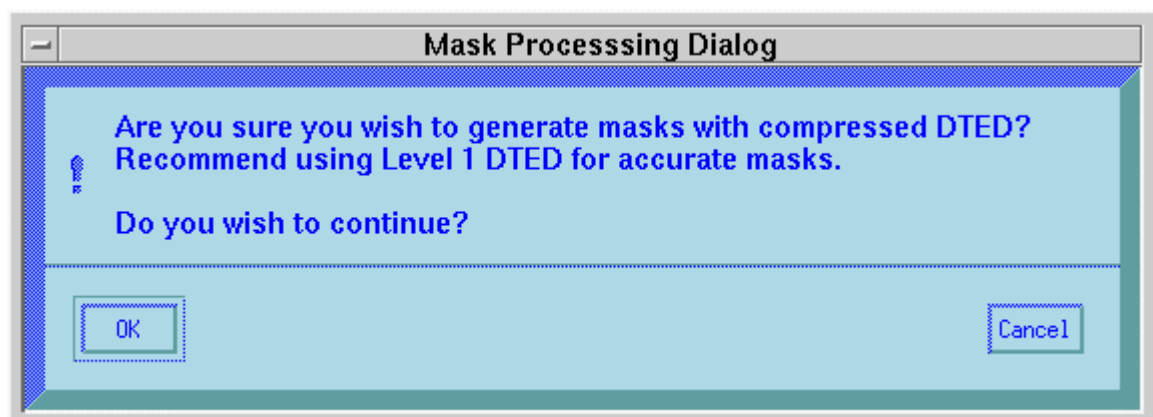 Mask Processsing Dialog
Are you sure you wish to generate masks with compressed DTED?
Recommend using Level 1 DTED for accurate masks.
Do you wish to continue?
OK
Cancel